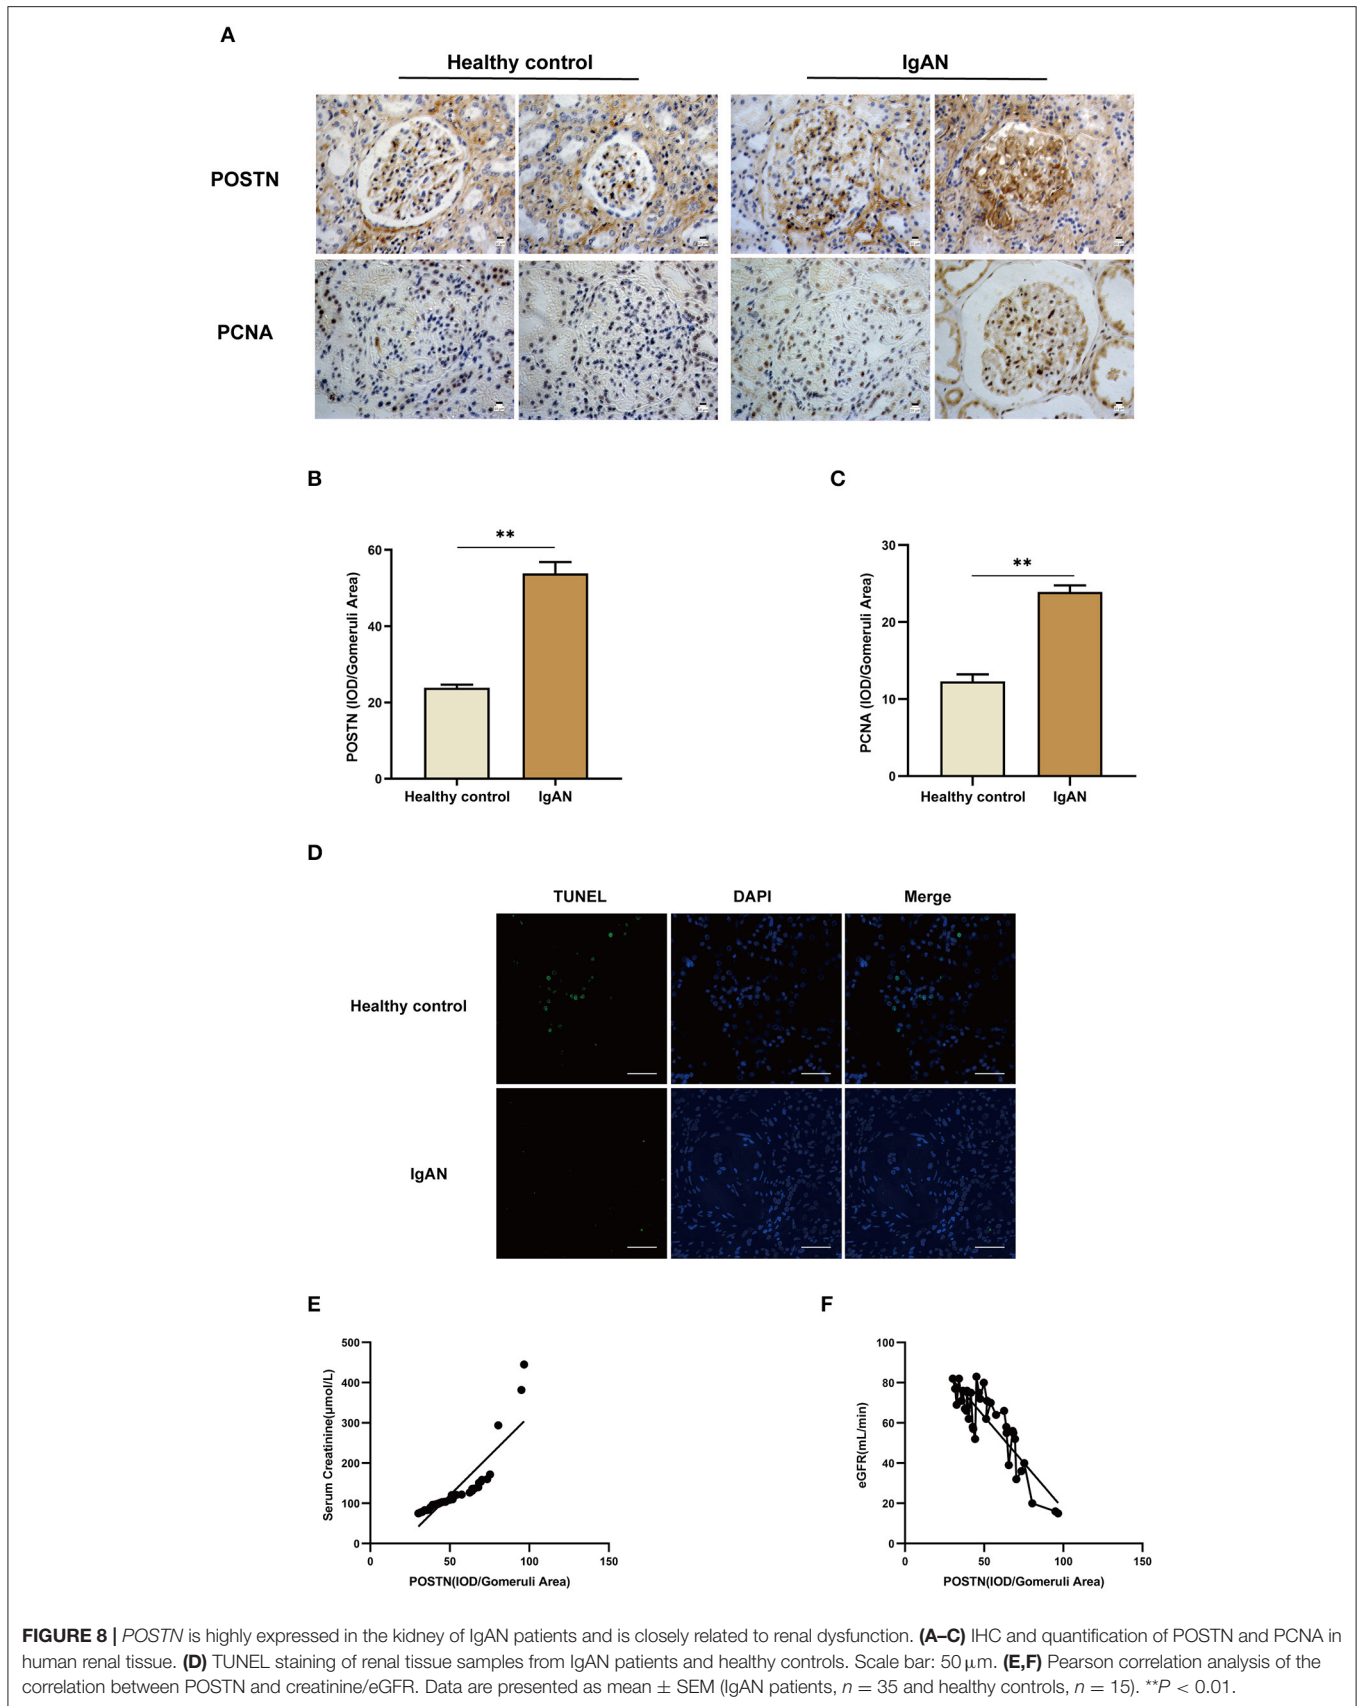 A
Healthy control
IgAN
POSTN
PCNA
B
C
**
60
40
20
0
POSTN (IOD/Gomeruli Area)
Healthy control
IgAN
**
30
20
10
0
PCNA (IOD/Gomeruli Area)
Healthy control
IgAN
D
TUNEL
DAPI
Merge
Healthy control
IgAN
E
F
500
400
300
200
100
0
Serum Creatinine(μmol/L)
0
50
100
150
POSTN(IOD/Gomeruli Area)
100
80
60
40
20
0
eGFR(mL/min)
0
50
100
150
POSTN(IOD/Gomeruli Area)
FIGURE 8 | POSTN is highly expressed in the kidney of IgAN patients and is closely related to renal dysfunction. (A–C) IHC and quantification of POSTN and PCNA in
human renal tissue. (D) TUNEL staining of renal tissue samples from IgAN patients and healthy controls. Scale bar: 50 μm. (E,F) Pearson correlation analysis of the
correlation between POSTN and creatinine/eGFR. Data are presented as mean ± SEM (IgAN patients, n = 35 and healthy controls, n = 15). **P < 0.01.